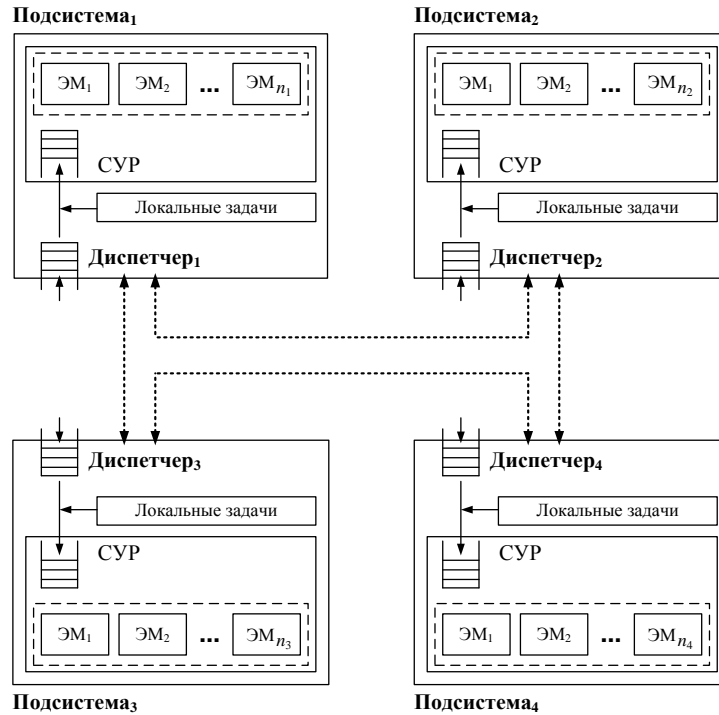 Подсистема₁
ЭМ₁ ЭМ₂ ... ЭМn₁
СУР
Локальные задачи
Диспетчер₁
Подсистема₂
ЭМ₁ ЭМ₂ ... ЭМn₂
СУР
Локальные задачи
Диспетчер₂
Диспетчер₃
Локальные задачи
СУР
ЭМ₁ ЭМ₂ ... ЭМn₃
Подсистема₃
Диспетчер₄
Локальные задачи
СУР
ЭМ₁ ЭМ₂ ... ЭМn₄
Подсистема₄